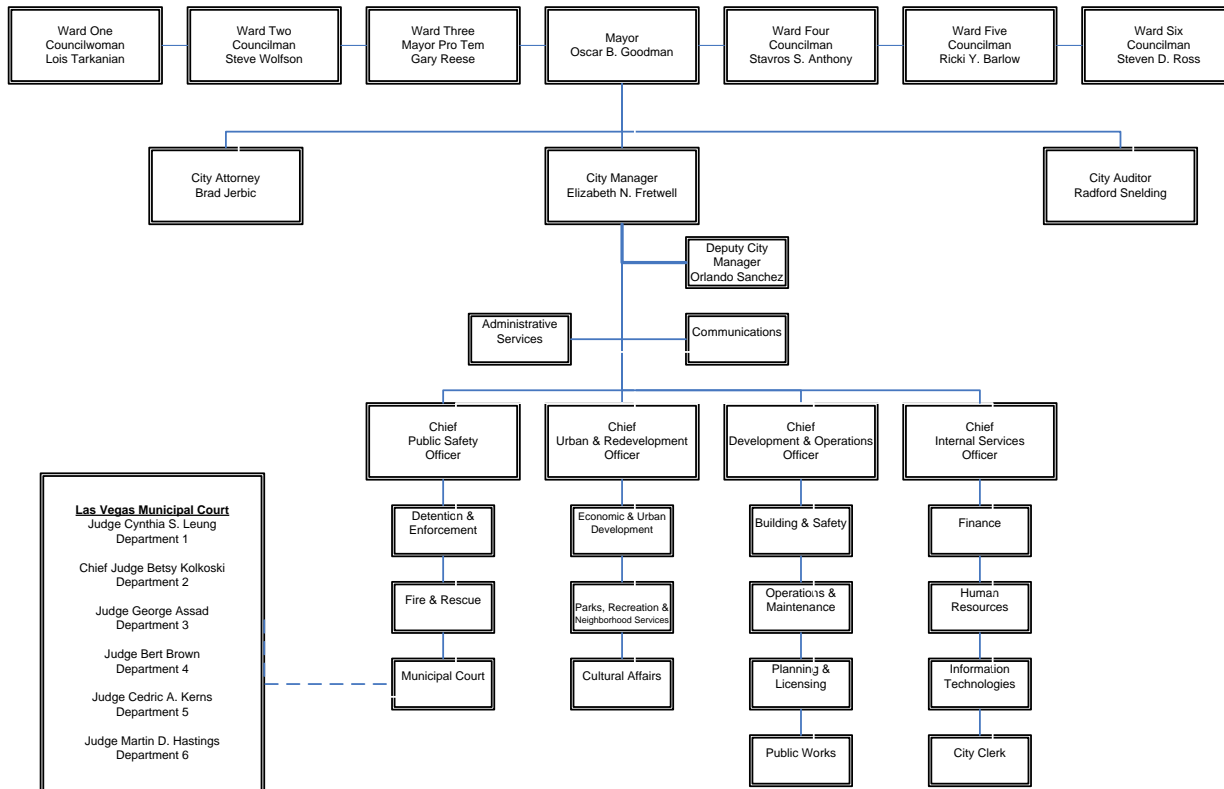 Ward One
Councilwoman
Lois Tarkanian
Ward Two
Councilman
Steve Wolfson
Ward Three
Mayor Pro Tem
Gary Reese
Mayor
Oscar B. Goodman
Ward Four
Councilman
Stavros S. Anthony
Ward Five
Councilman
Ricki Y. Barlow
Ward Six
Councilman
Steven D. Ross
City Attorney
Brad Jerbic
City Manager
Elizabeth N. Fretwell
City Auditor
Radford Snelding
Deputy City
Manager
Orlando Sanchez
Administrative
Services
Communications
Chief
Public Safety
Officer
Chief
Urban & Redevelopment
Officer
Chief
Development & Operations
Officer
Chief
Internal Services
Officer
Las Vegas Municipal Court
Judge Cynthia S. Leung
Department 1
Chief Judge Betsy Kolkoski
Department 2
Judge George Assad
Department 3
Judge Bert Brown
Department 4
Judge Cedric A. Kerns
Department 5
Judge Martin D. Hastings
Department 6
Detention &
Enforcement
Fire & Rescue
Municipal Court
Economic & Urban
Development
Parks, Recreation &
Neighborhood Services
Cultural Affairs
Building & Safety
Operations &
Maintenance
Planning &
Licensing
Public Works
Finance
Human
Resources
Information
Technologies
City Clerk